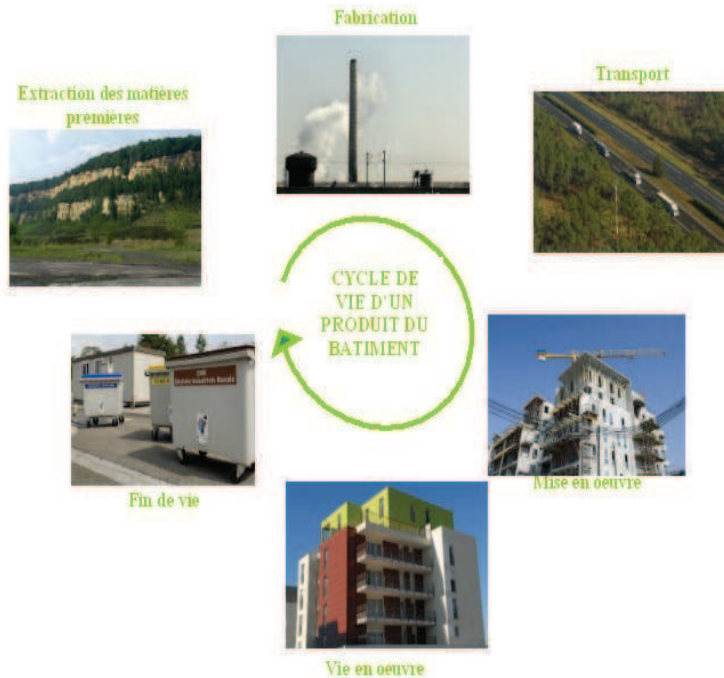 Fabrication
Transport
Extraction des matières
premières
CYCLE DE
VIE D'UN
PRODUIT DU
BATIMENT
Mise en oeuvre
Vie en oeuvre
Fin de vie